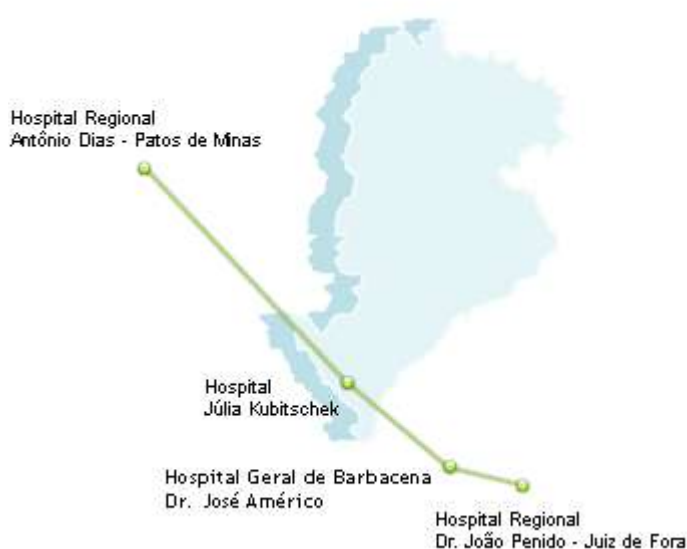 Hospital Regional
Antônio Dias - Patos de Minas
Hospital
Júlia Kubitschek
Hospital Geral de Barbacena
Dr. José Américo
Hospital Regional
Dr. João Penido - Juiz de Fora